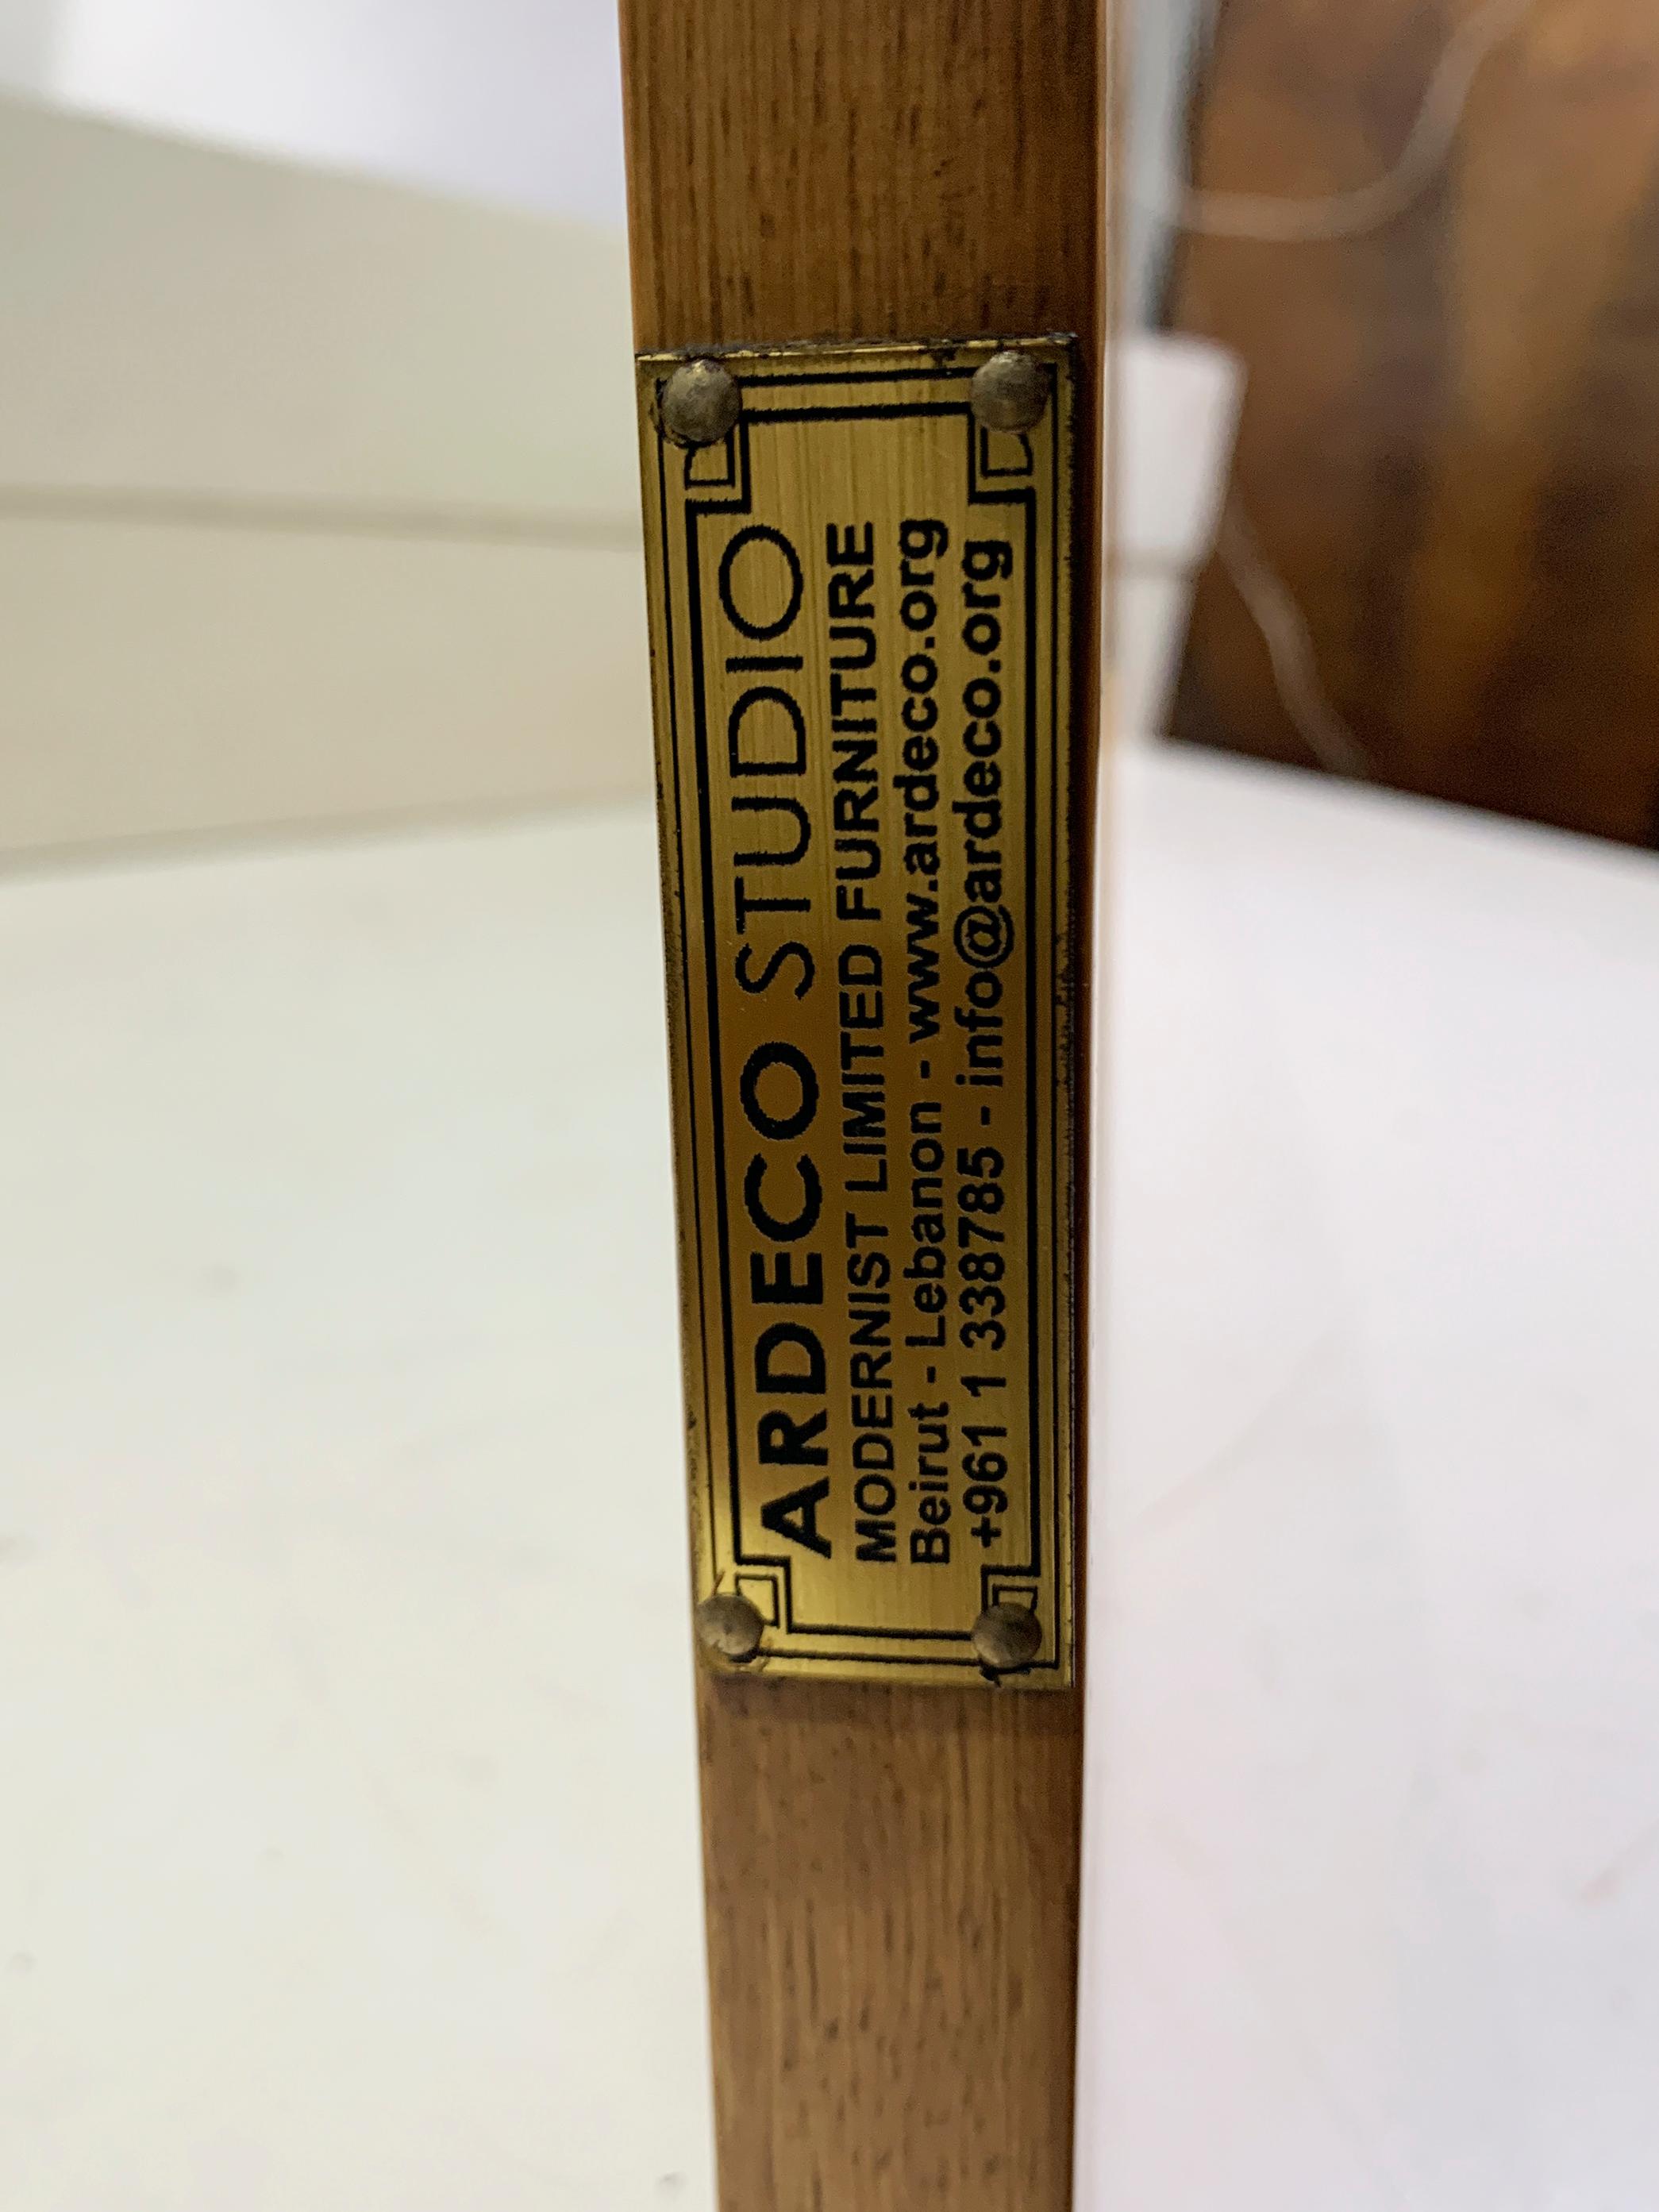 ARDECO STUDIO
MODERNIST LIMITED FURNITURE
Beirut - Lebanon - www.ardeco.org
+961 1 338785 - info@ardeco.org